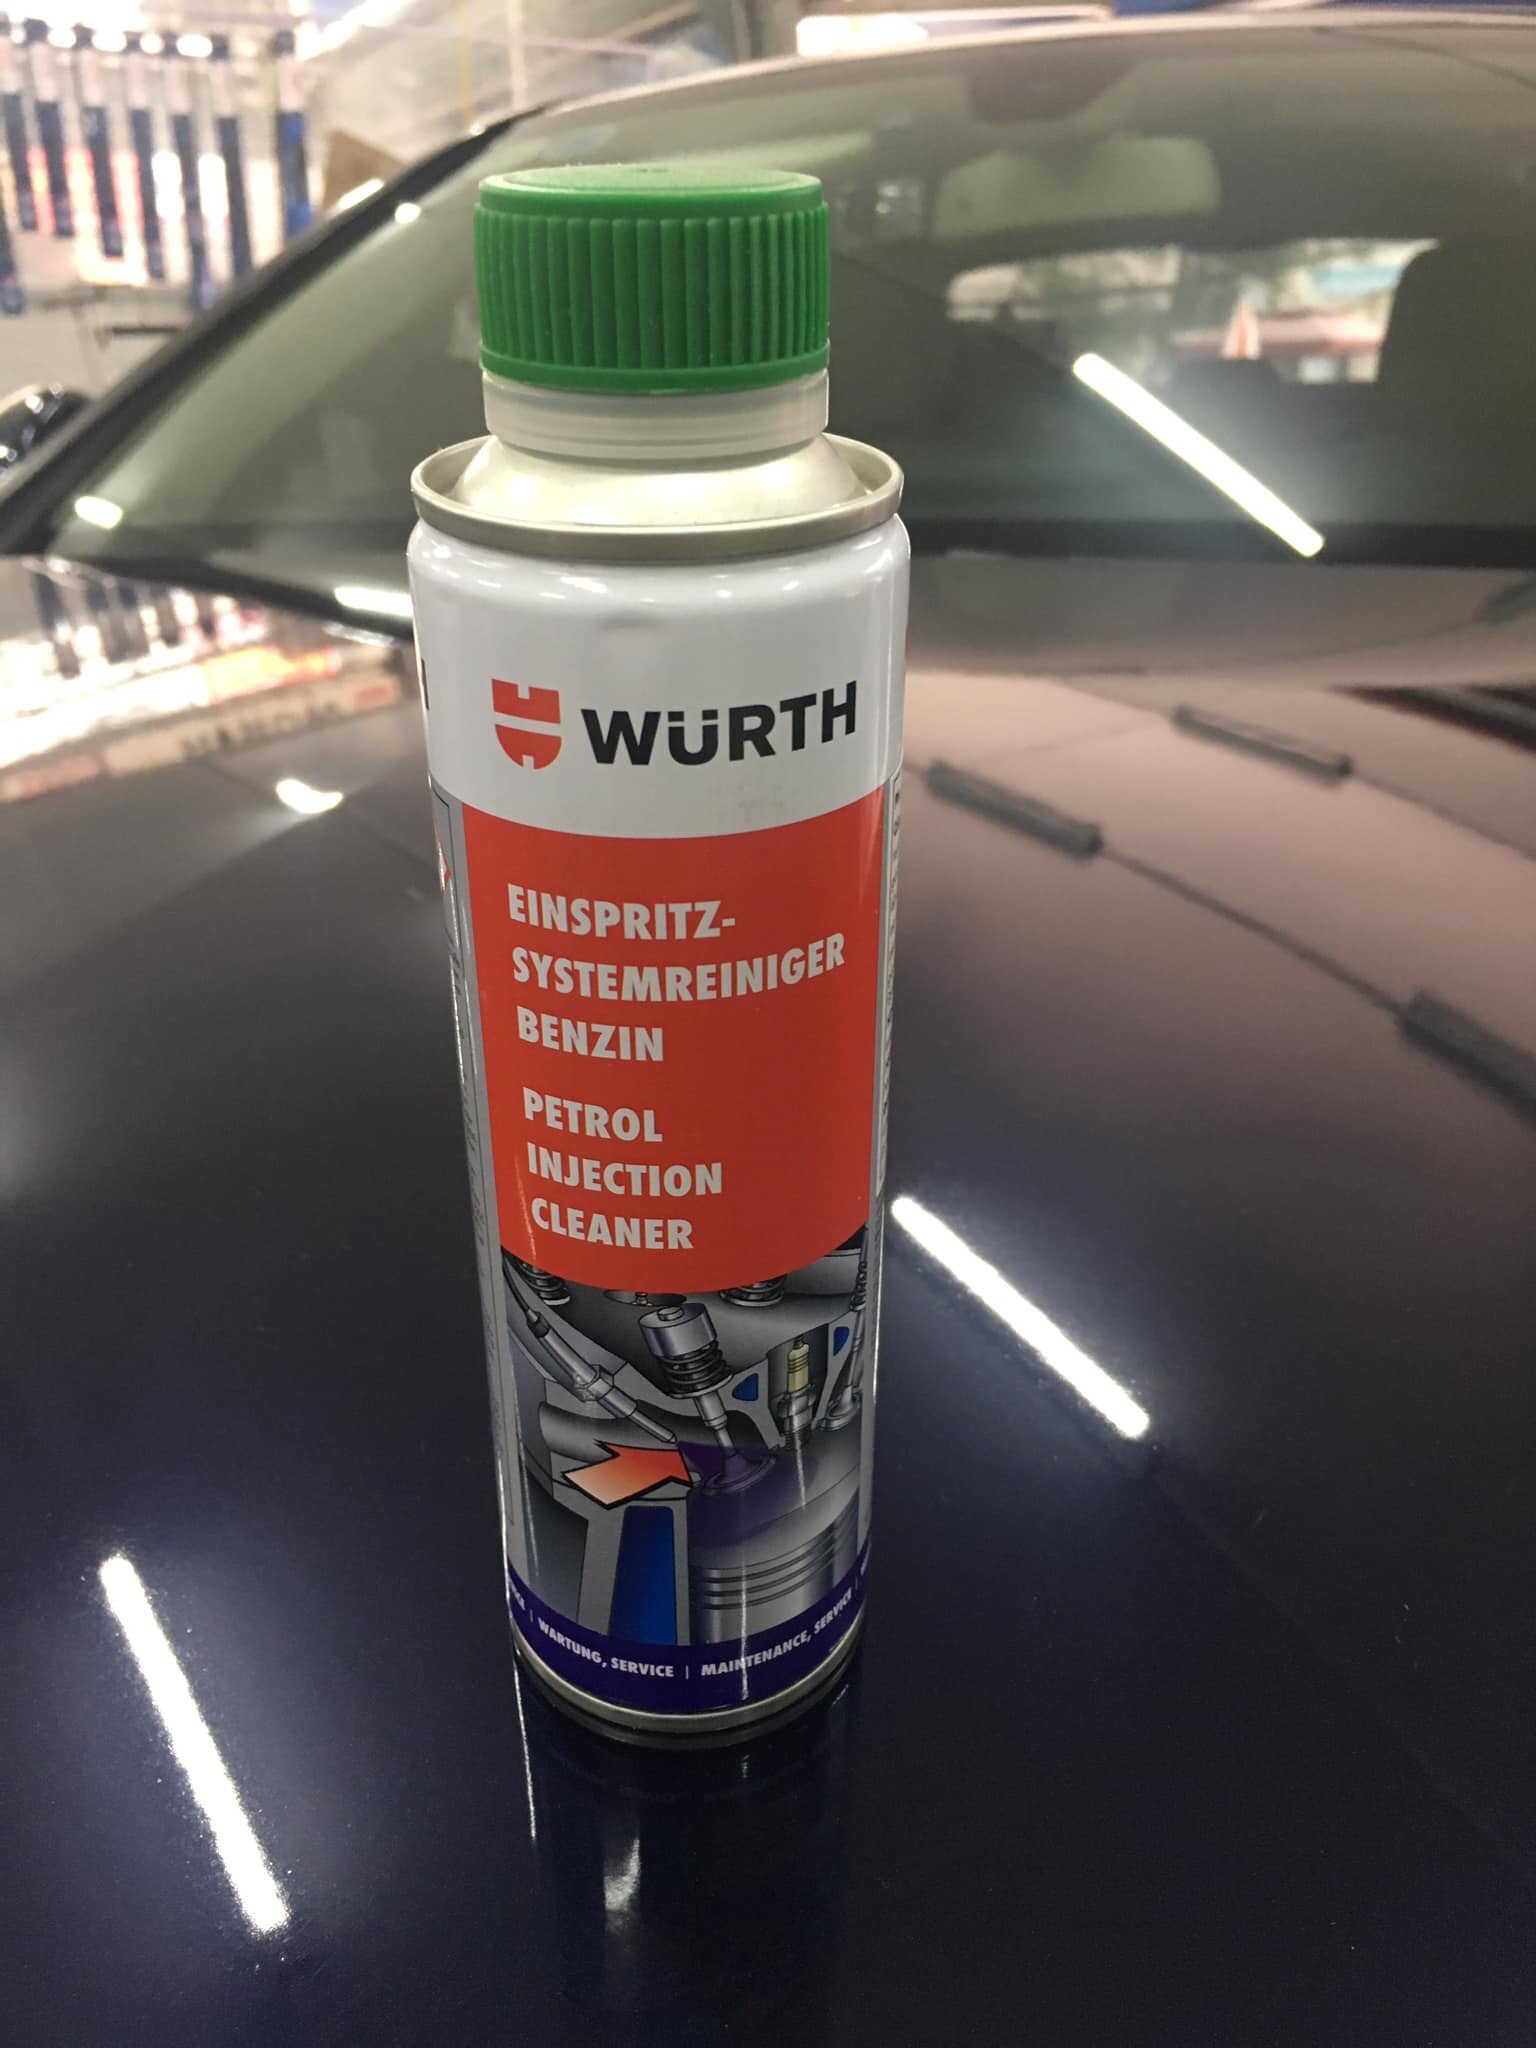 WÜRTH
EINSPRITZ-
SYSTEMREINIGER
BENZIN
PETROL
INJECTION
CLEANER
WARTUNG, SERVICE | MAINTENANCE, SERVICE |